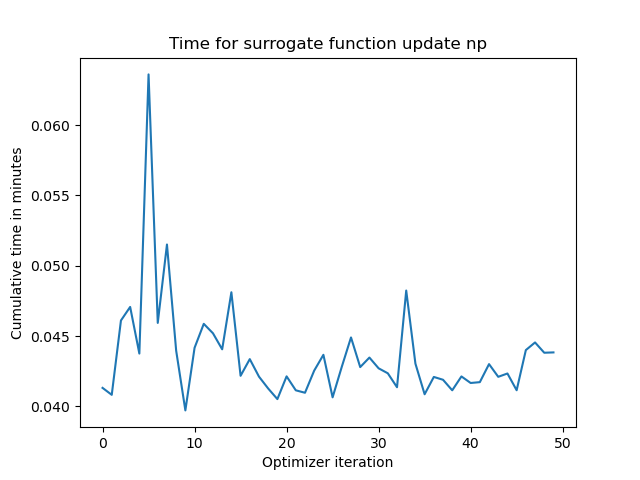 Time for surrogate function update np
Cumulative time in minutes
0.060
0.055
0.050
0.045
0.040
0 10 20 30 40 50
Optimizer iteration